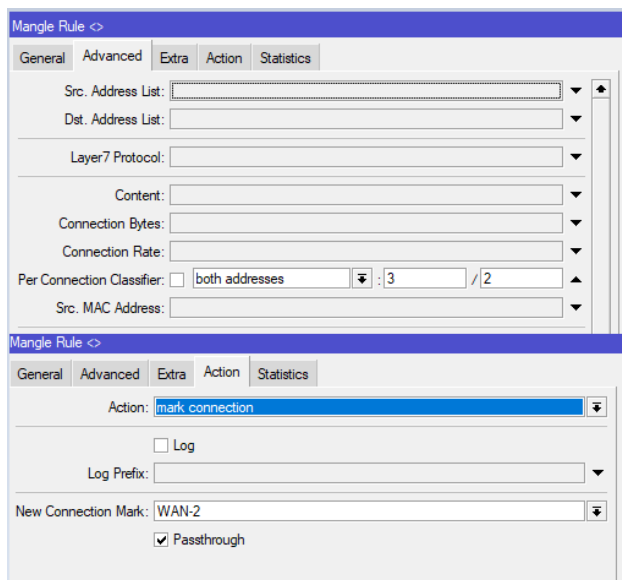 Mangle Rule <>
General Advanced Extra Action Statistics
Src. Address List:
Dst. Address List:
Layer7 Protocol:
Content:
Connection Bytes:
Connection Rate:
Per Connection Classifier: both addresses : 3 / 2
Src. MAC Address:
Mangle Rule <>
General Advanced Extra Action Statistics
Action: mark connection
Log
Log Prefix:
New Connection Mark: WAN-2
Passthrough